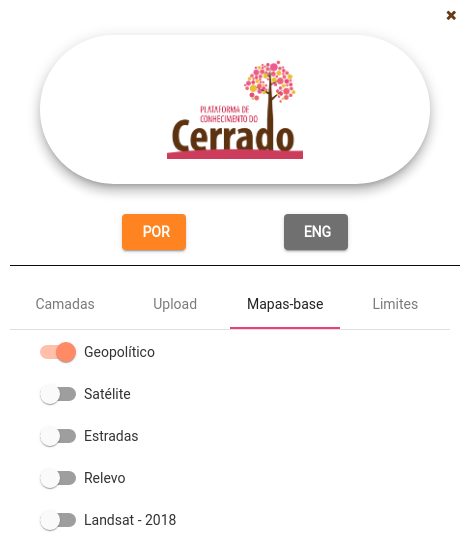 PLATAFORMA DE
CONHECIMENTO DO
Cerrado
POR
ENG
Camadas
Upload
Mapas-base
Limites
Geopolítico
Satélite
Estradas
Relevo
Landsat - 2018